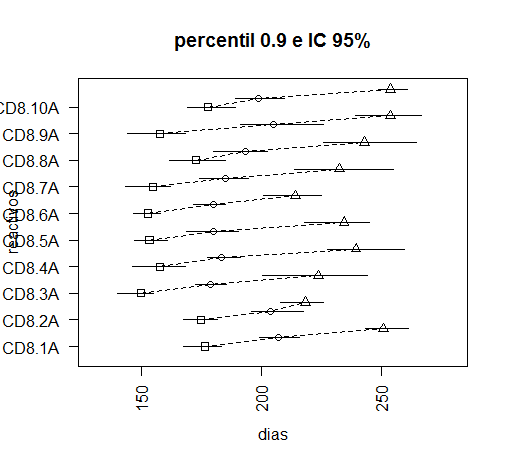 percentil 0.9 e IC 95%
CD8.10A
CD8.9A
CD8.8A
CD8.7A
CD8.6A
CD8.5A
CD8.4A
CD8.3A
CD8.2A
CD8.1A
reactivos
150
200
250
dias